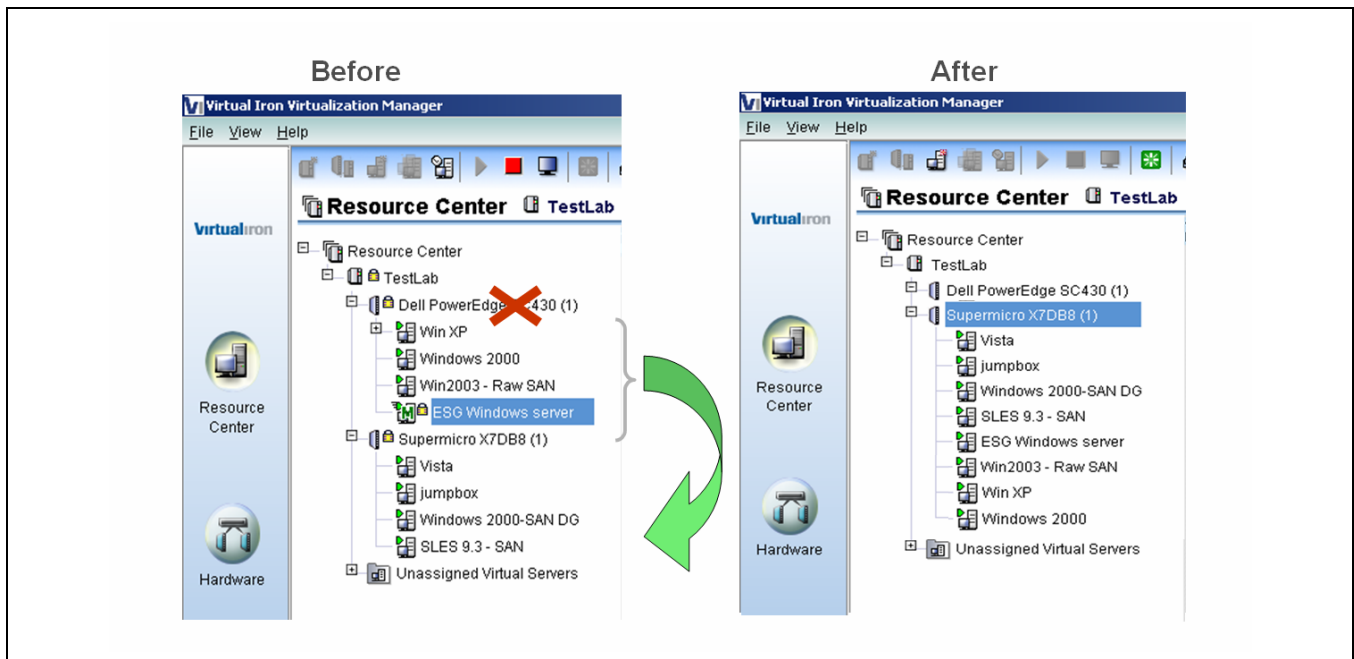 Before
Virtual Iron Virtualization Manager
File View Help
Resource Center TestLab
Virtualiron
Resource Center
TestLab
Dell PowerEdge SC430 (1)
Win XP
Windows 2000
Win2003 - Raw SAN
M ESG Windows server
Supermicro X7DB8 (1)
Vista
jumpbox
Windows 2000-SAN DG
SLES 9.3 - SAN
Unassigned Virtual Servers
Resource
Center
Hardware
After
Virtual Iron Virtualization Manager
File View Help
Resource Center TestLab
Virtualiron
Resource Center
TestLab
Dell PowerEdge SC430 (1)
Supermicro X7DB8 (1)
Vista
jumpbox
Windows 2000-SAN DG
SLES 9.3 - SAN
ESG Windows server
Win2003 - Raw SAN
Win XP
Windows 2000
Unassigned Virtual Servers
Resource
Center
Hardware